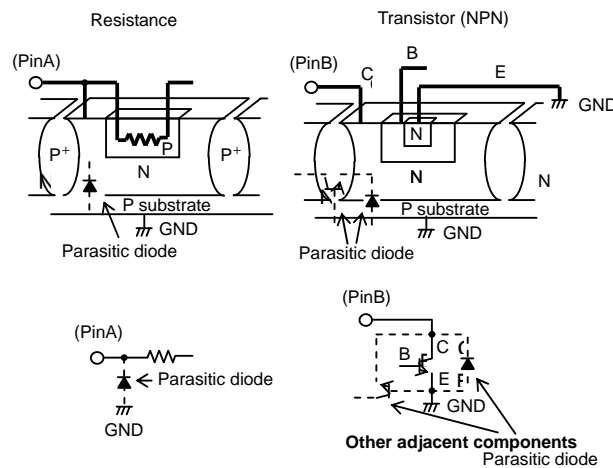 Resistance
Transistor (NPN)
(PinA)
P+
P
N
P+
P substrate
GND
Parasitic diode
(PinB)
C
B
E
GND
N
N
N
P substrate
GND
Parasitic diode
(PinA)
Parasitic diode
GND
(PinB)
B
C
E
GND
Other adjacent components
Parasitic diode